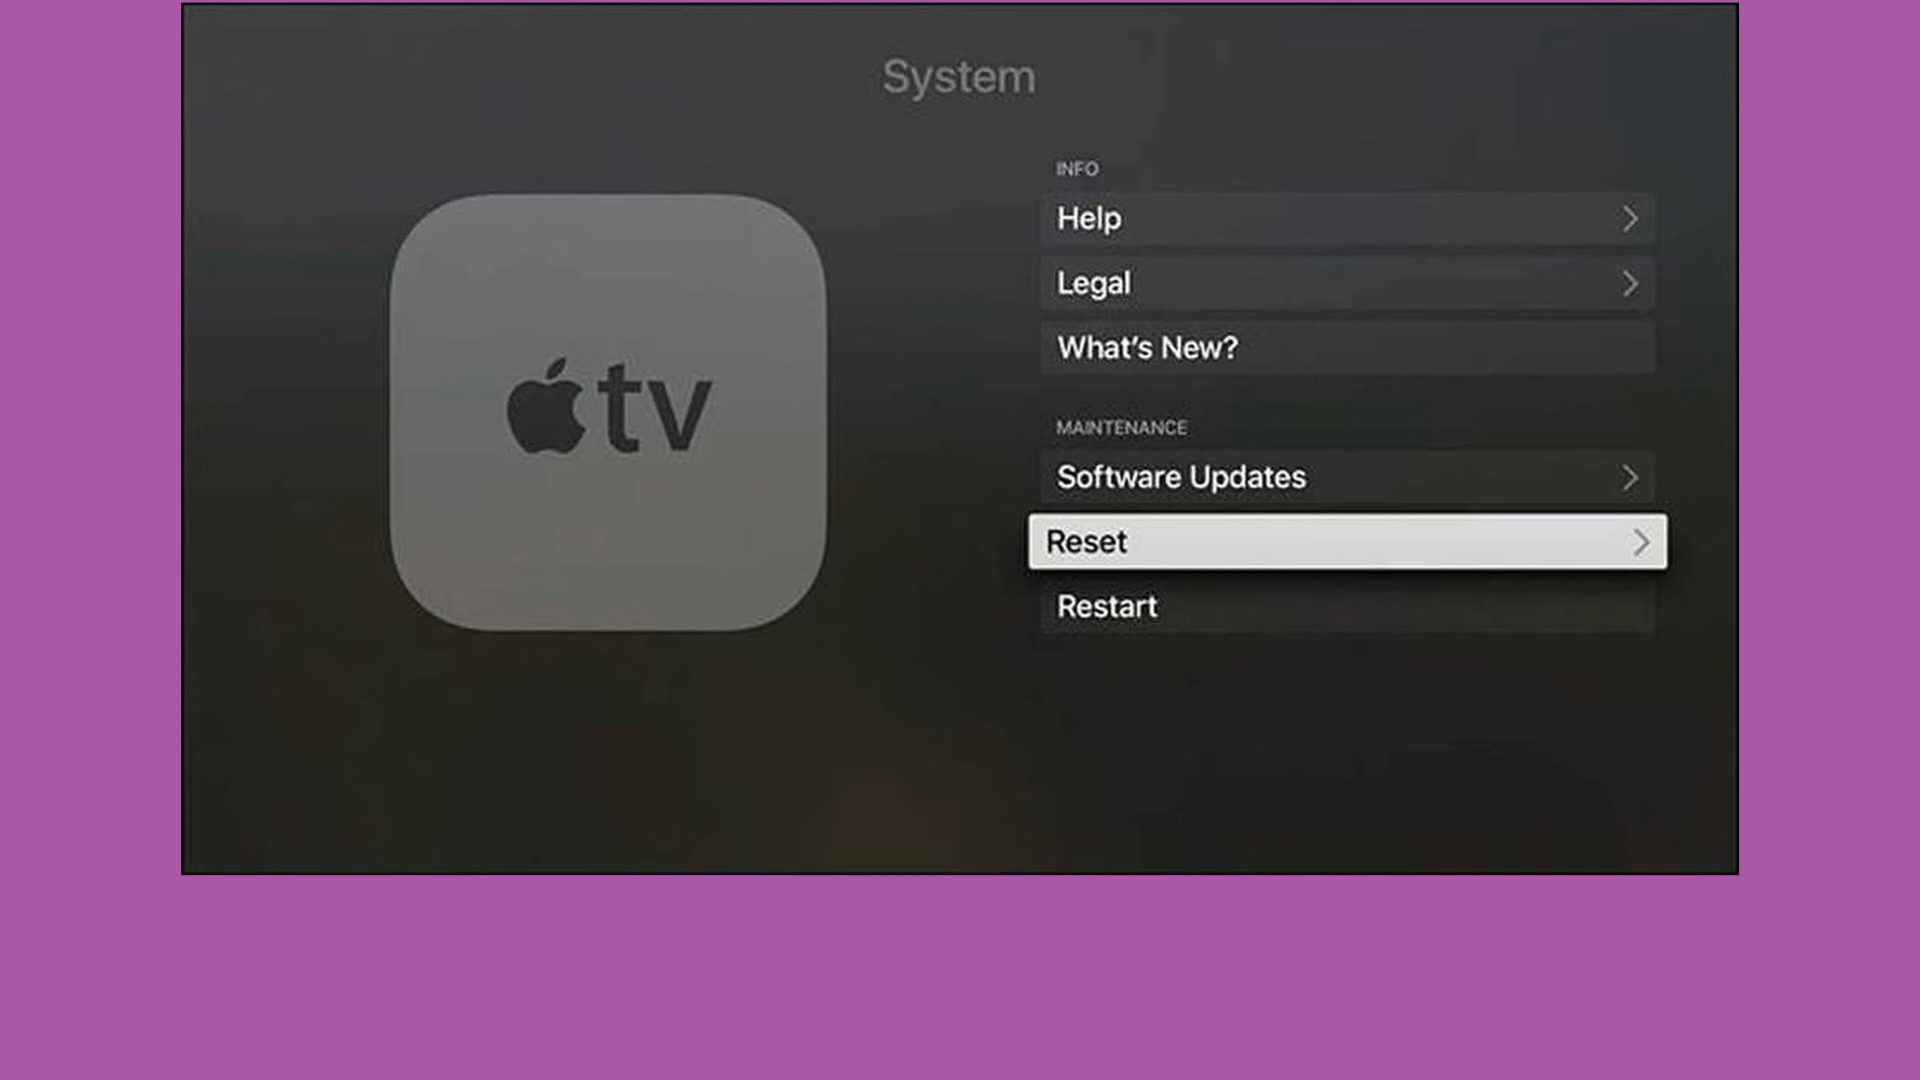 System
INFO
Help
Legal
What's New?
tv
MAINTENANCE
Software Updates
Reset
Restart